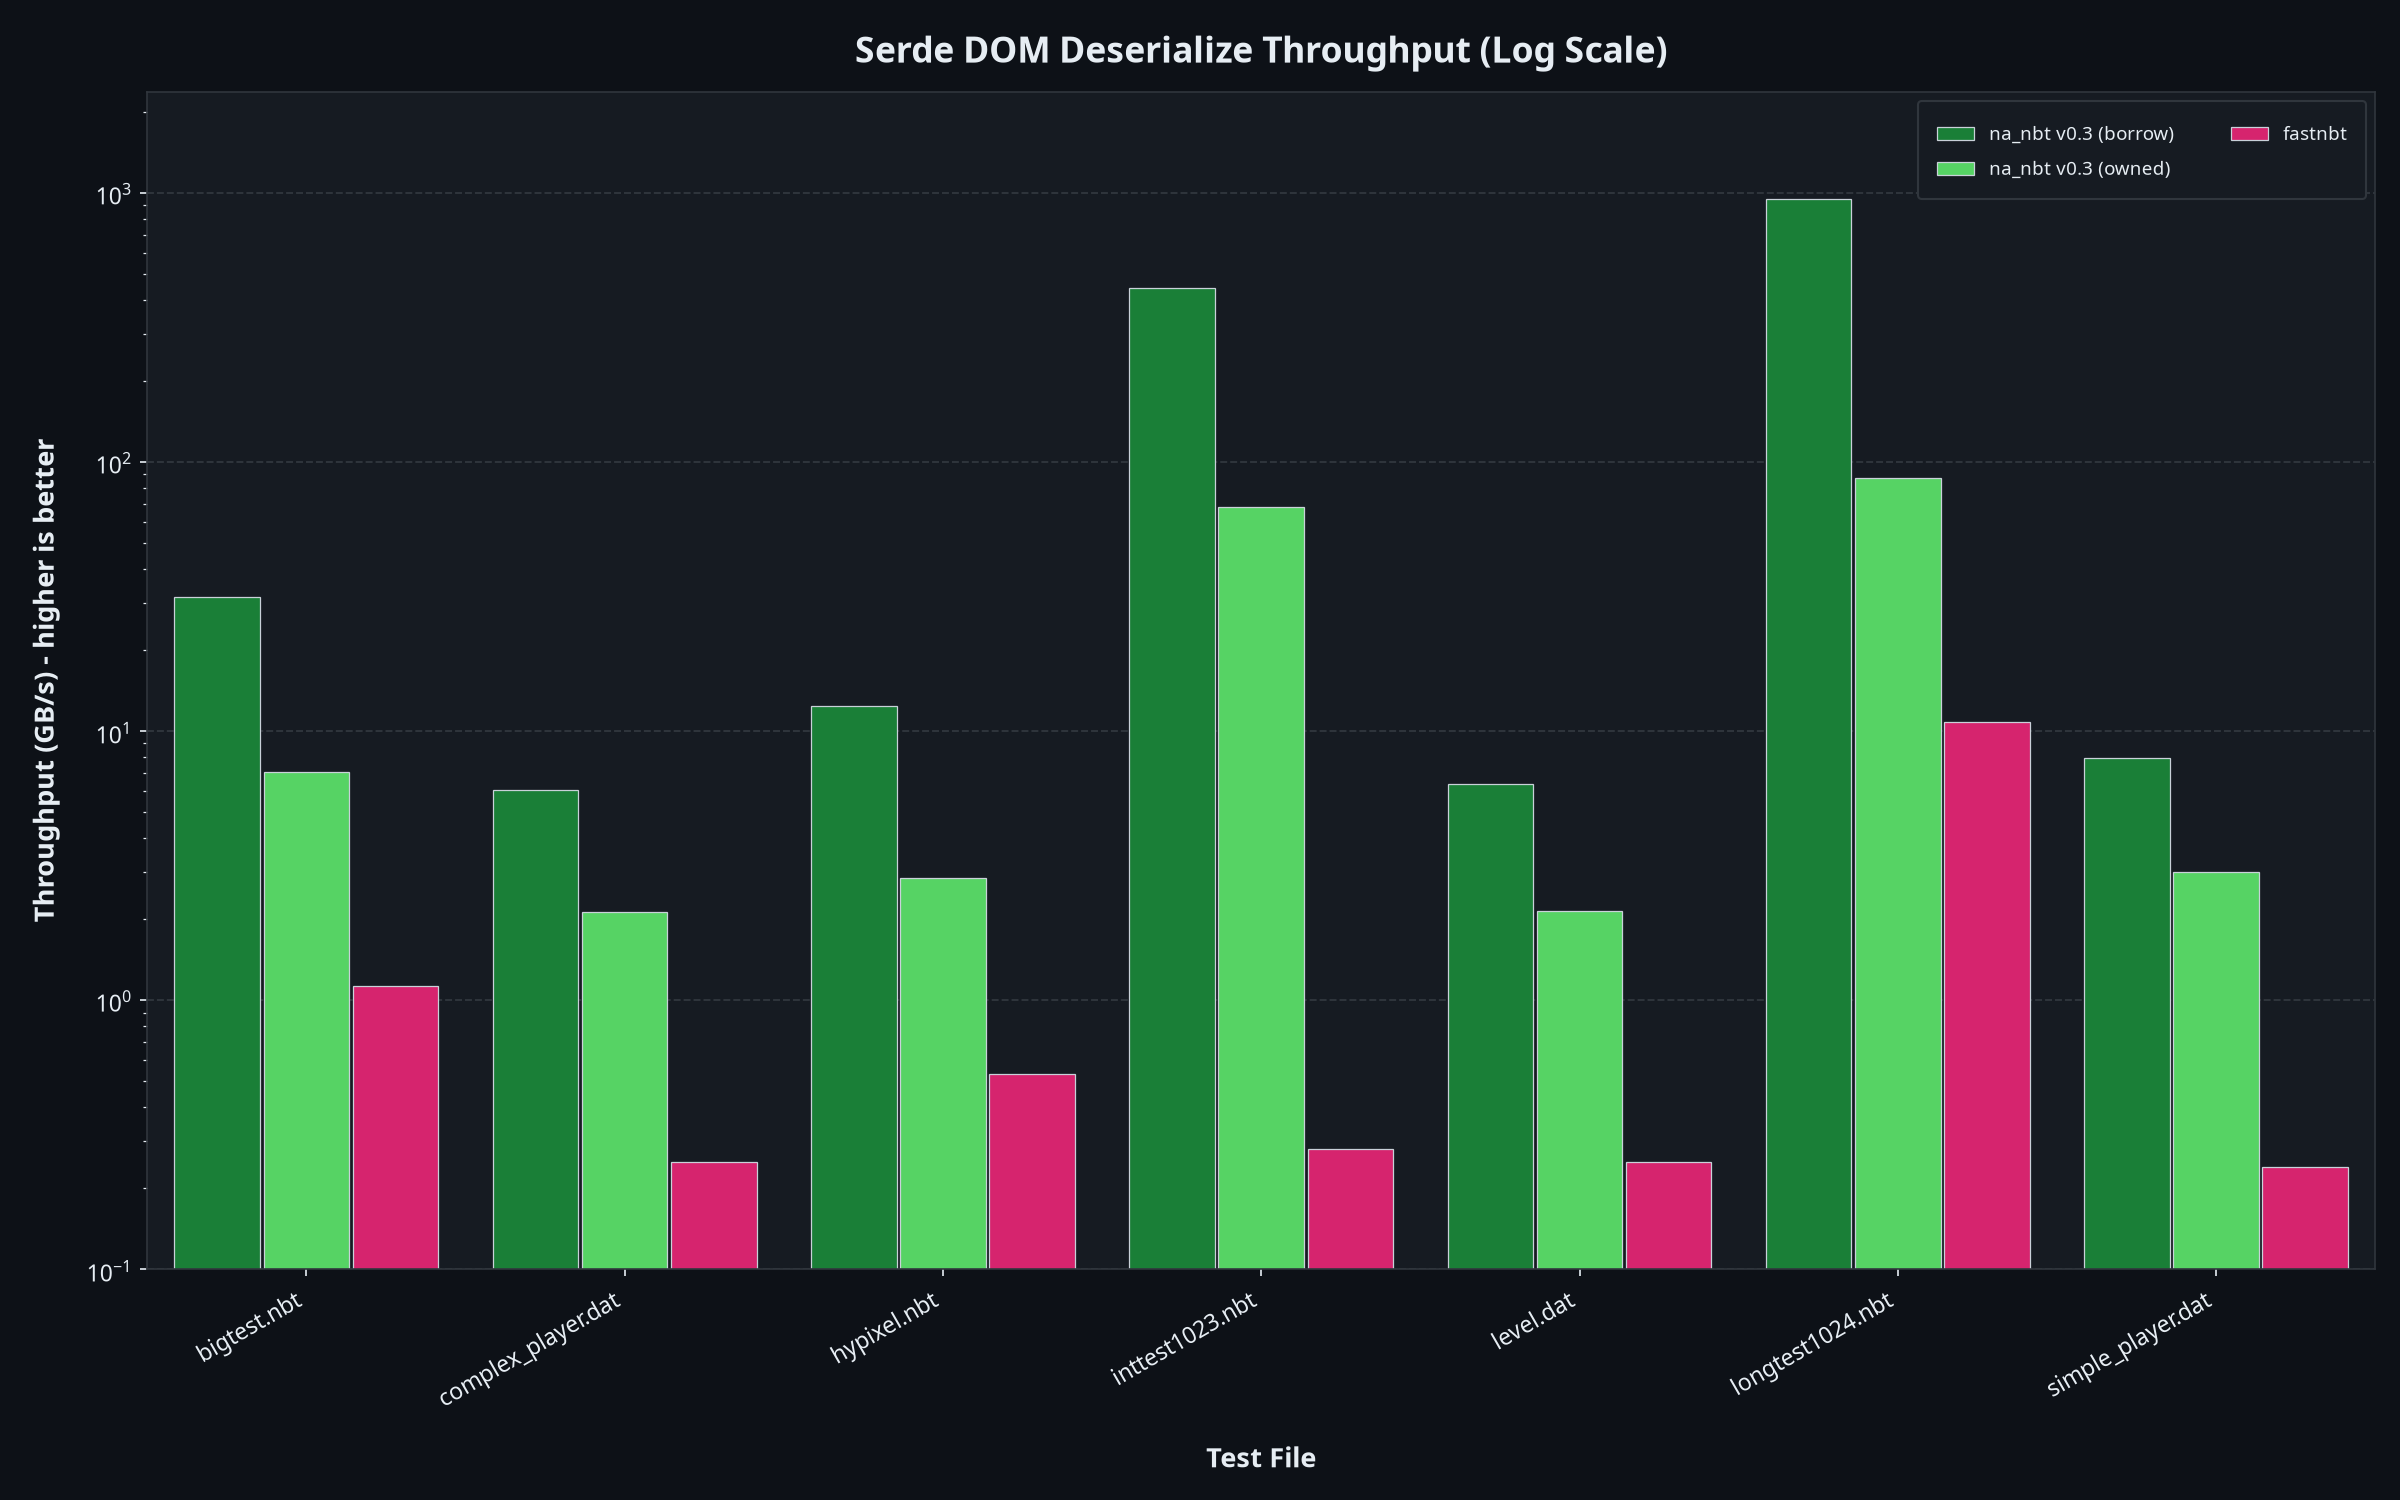 Serde DOM Deserialize Throughput (Log Scale)
na_nbt v0.3 (borrow)
na_nbt v0.3 (owned)
fastnbt
Throughput (GB/s) - higher is better
10³
10²
10¹
10⁰
10⁻¹
bigtest.nbt
complex_player.dat
hypixel.nbt
inttest1023.nbt
level.dat
longtest1024.nbt
simple_player.dat
Test File